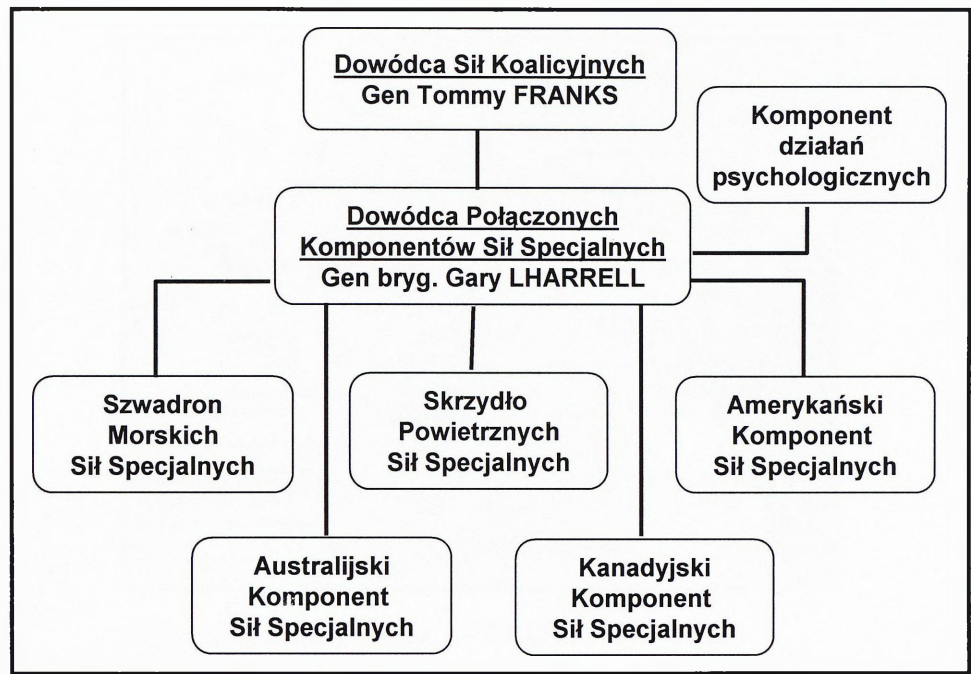 Dowódca Sił Koalicyjnych
Gen Tommy FRANKS
Komponent
działań
psychologicznych
Dowódca Połączonych
Komponentów Sił Specjalnych
Gen bryg. Gary LHARRELL
Szwadron
Morskich
Sił Specjalnych
Skrzydło
Powietrznych
Sił Specjalnych
Amerykański
Komponent
Sił Specjalnych
Australijski
Komponent
Sił Specjalnych
Kanadyjski
Komponent
Sił Specjalnych